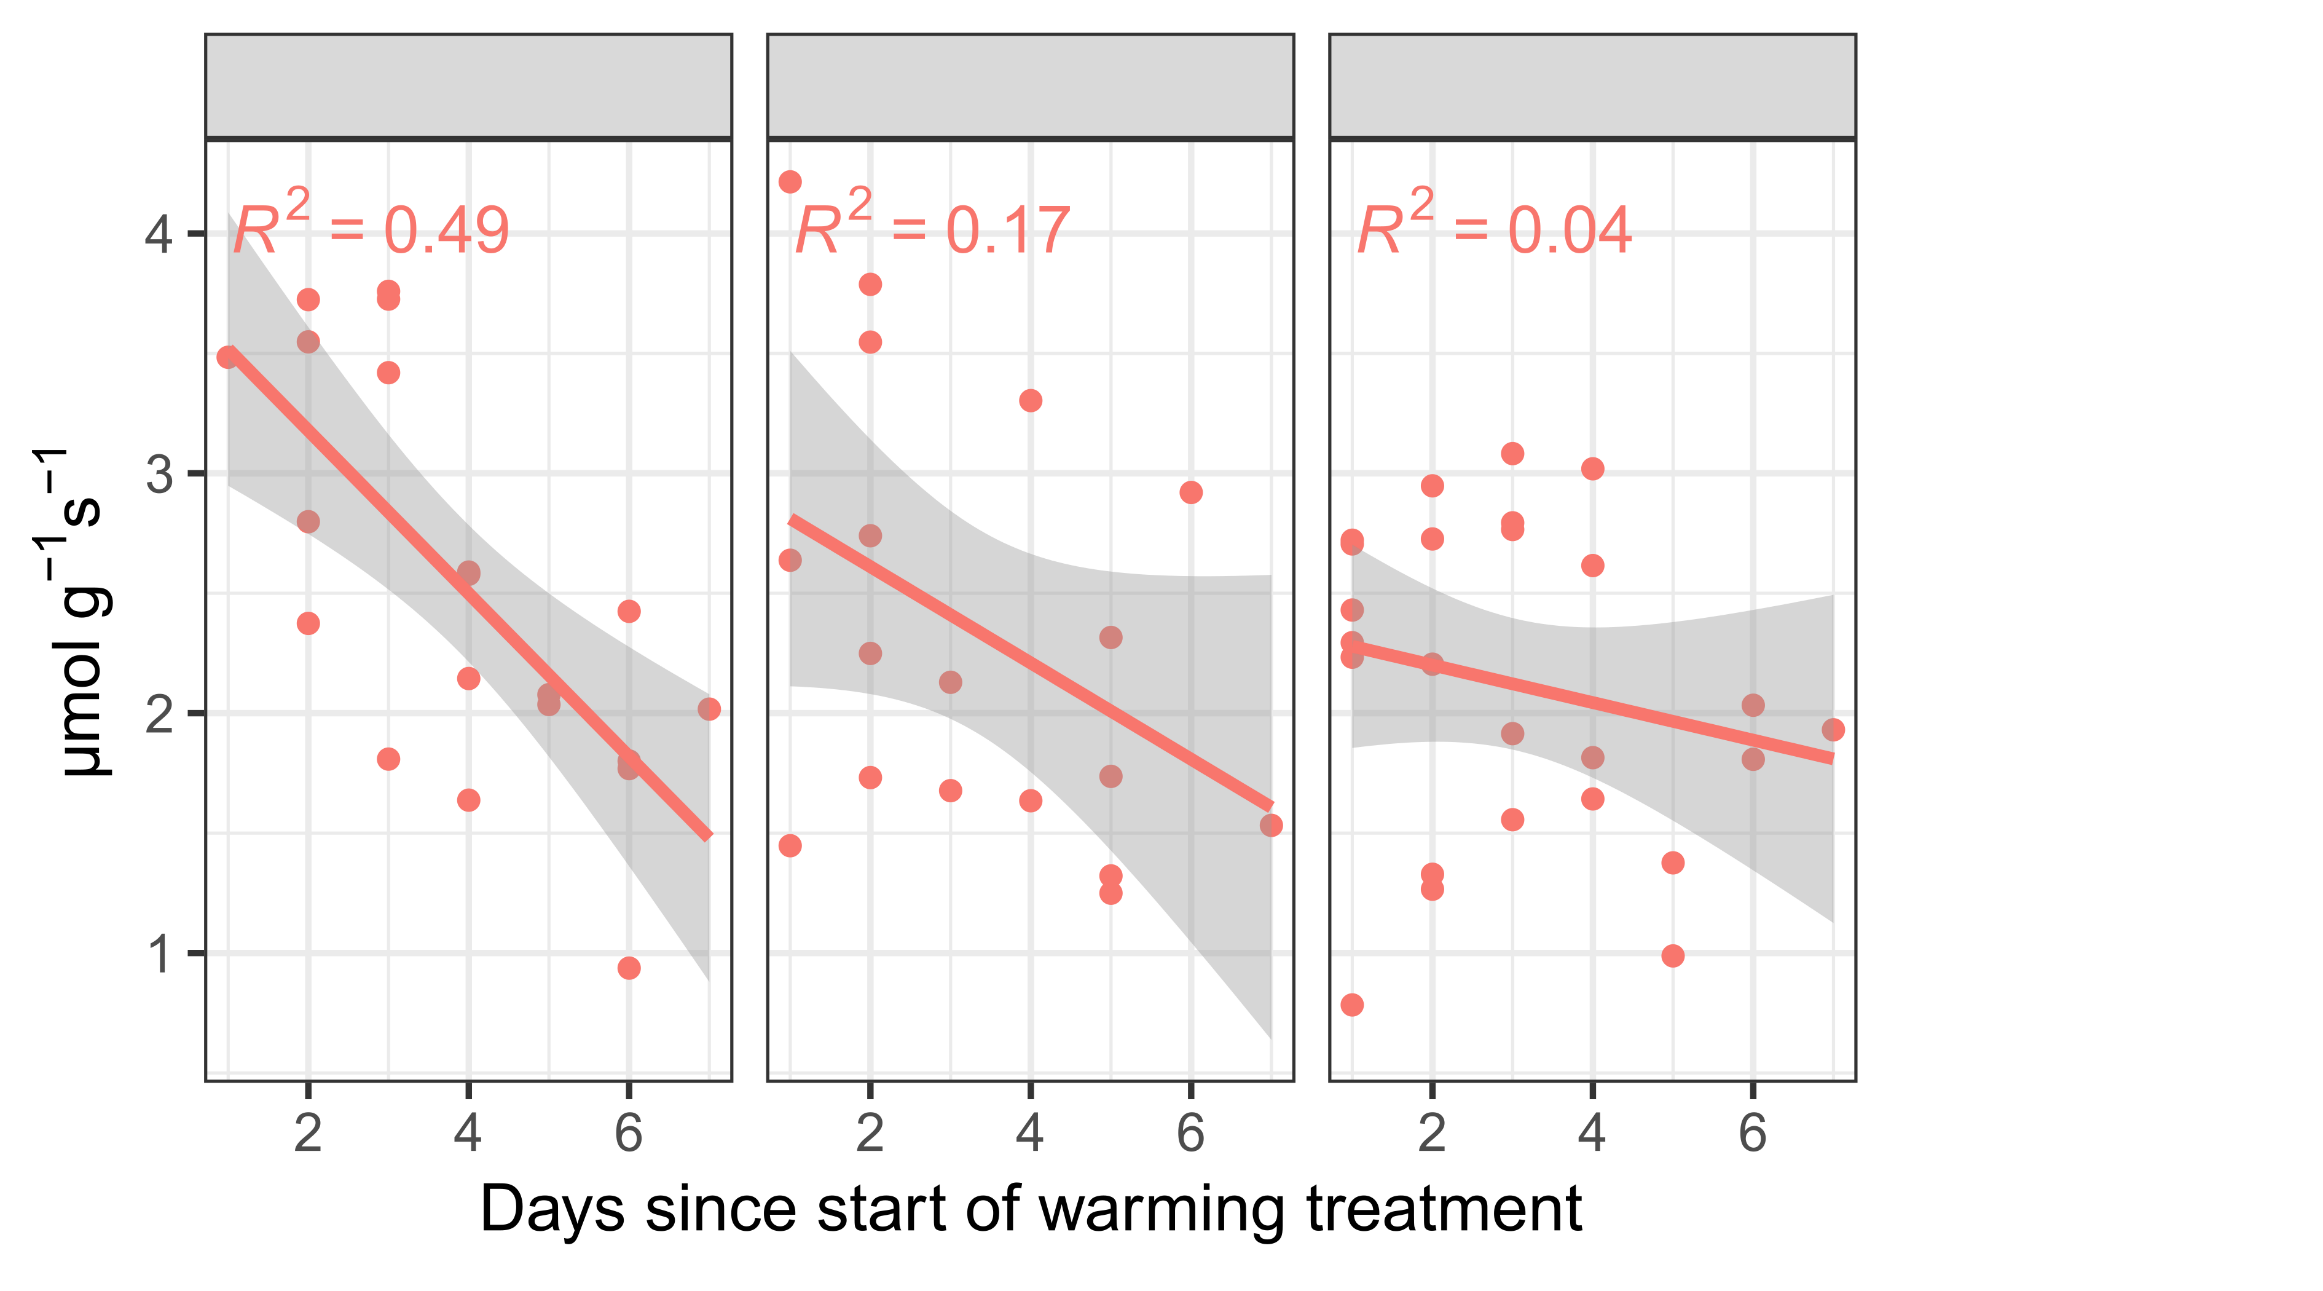 R² = 0.49
R² = 0.17
R² = 0.04
4
3
2
1
µmol g⁻¹s⁻¹
2 4 6
2 4 6
2 4 6
Days since start of warming treatment